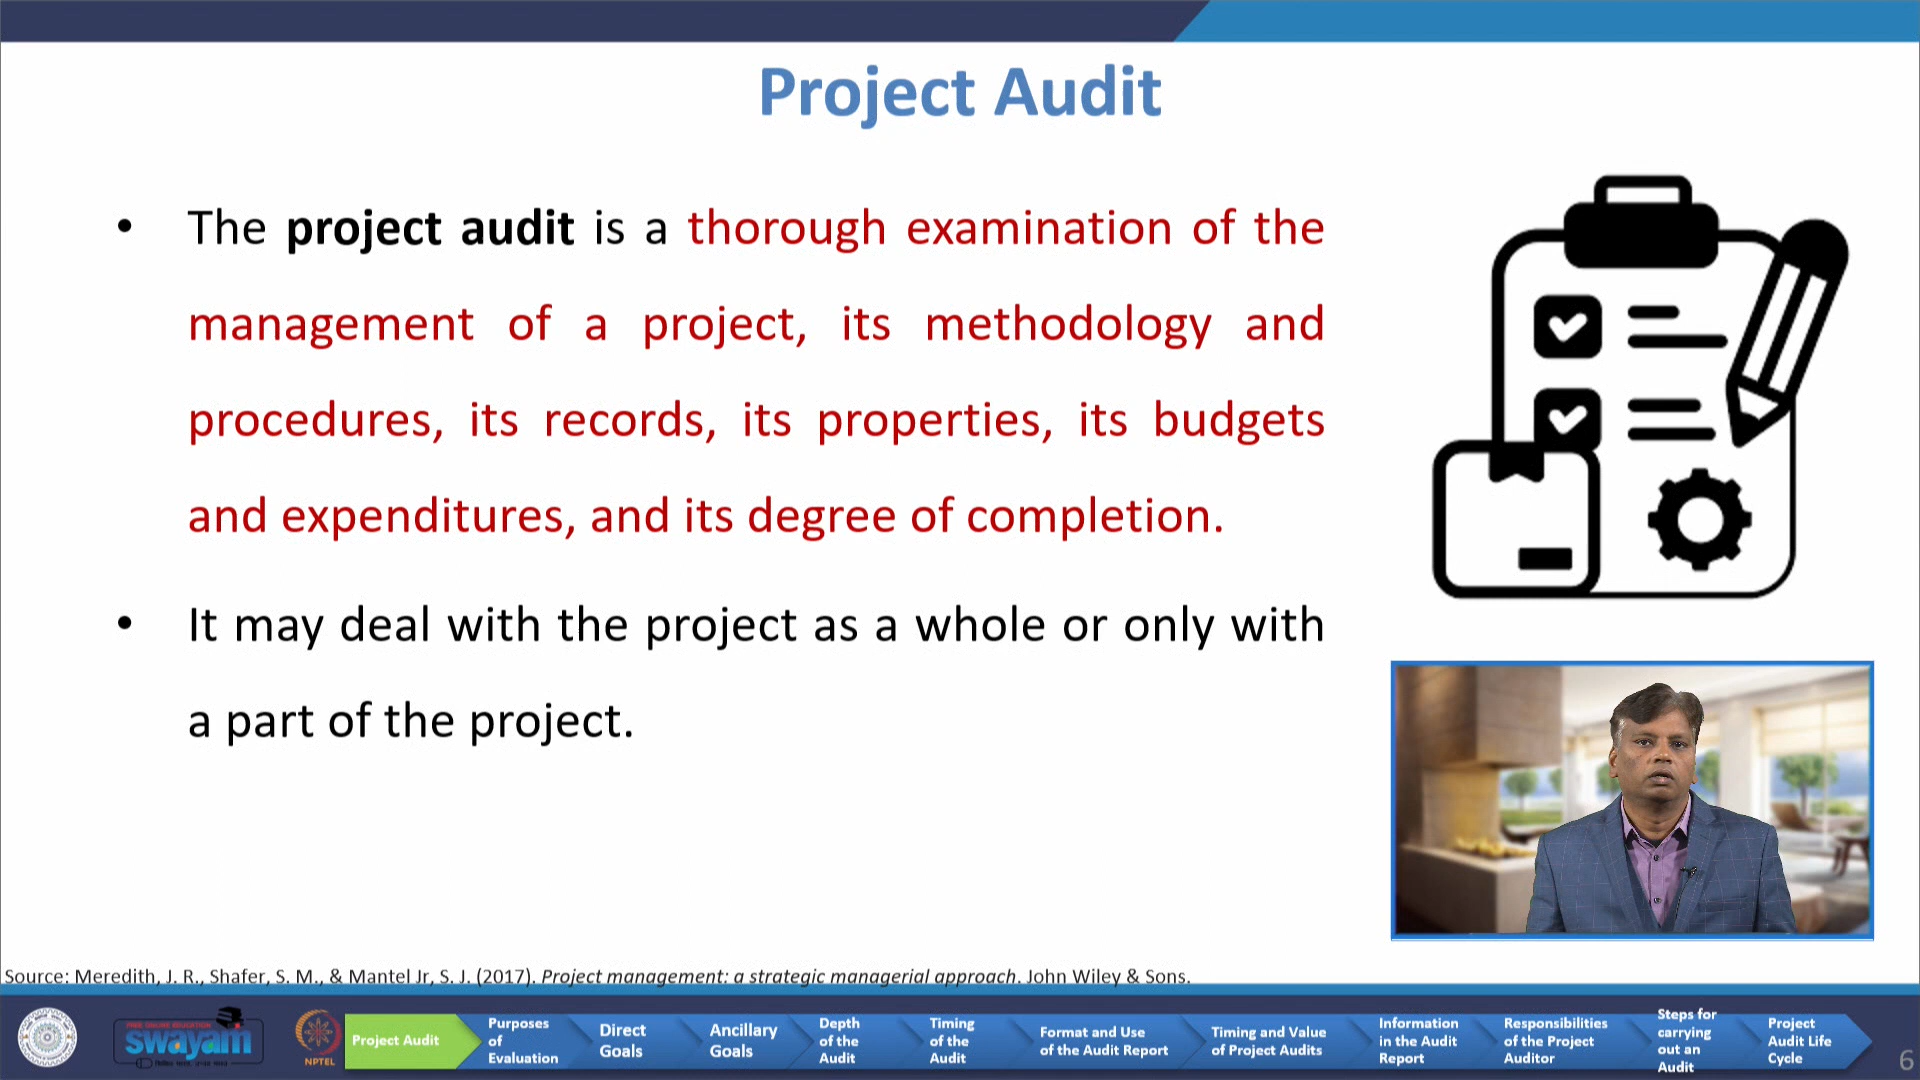 Project Audit
• The project audit is a thorough examination of the
management of a project, its methodology and
procedures, its records, its properties, its budgets
and expenditures, and its degree of completion.
• It may deal with the project as a whole or only with
a part of the project.
Source: Meredith, J. R., Shafer, S. M., & Mantel Jr, S. J. (2017). Project management: a strategic managerial approach. John Wiley & Sons.
FREE ONLINE EDUCATION
swayam
NPTEL
Project Audit
Purposes
of
Evaluation
Direct
Goals
Ancillary
Goals
Depth
of the
Audit
Timing
of the
Audit
Format and Use
of the Audit Report
Timing and Value
of Project Audits
Information
in the Audit
Report
Responsibilities
of the Project
Auditor
Steps for
carrying
out an
Audit
Project
Audit Life
Cycle
6